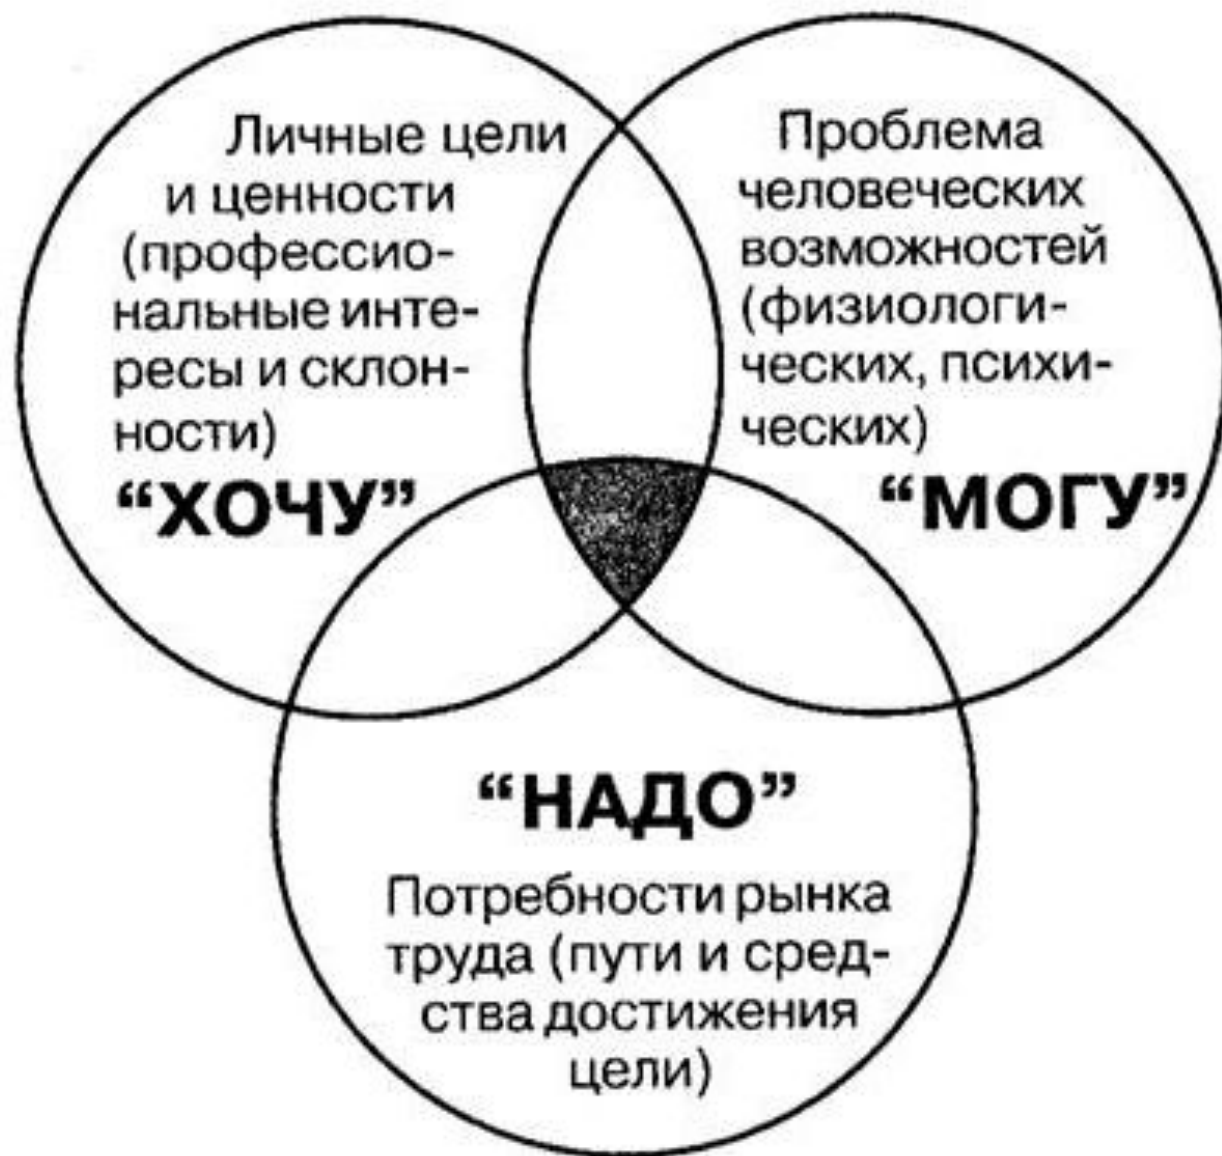 Личные цели
и ценности
(профессио-
нальные инте-
ресы и склон-
ности)
“ХОЧУ”
Проблема
человеческих
возможностей
(физиологи-
ческих, психи-
ческих)
“МОГУ”
“НАДО”
Потребности рынка
труда (пути и сред-
ства достижения
цели)